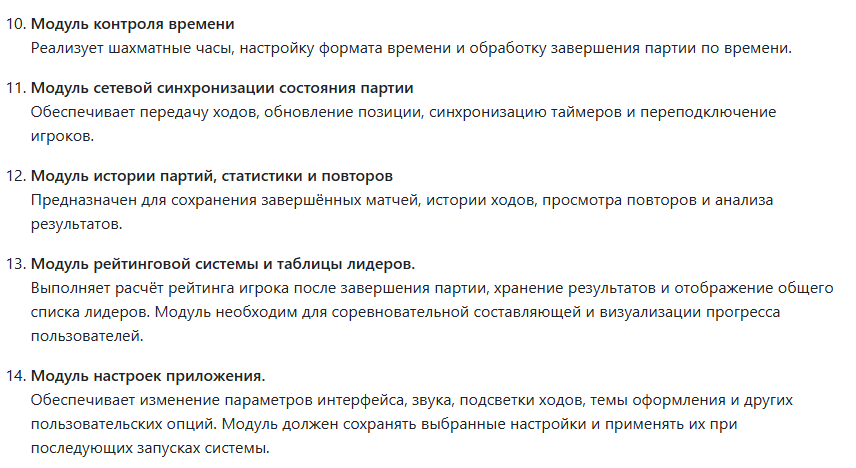 10. Модуль контроля времени
Реализует шахматные часы, настройку формата времени и обработку завершения партии по времени.
11. Модуль сетевой синхронизации состояния партии
Обеспечивает передачу ходов, обновление позиции, синхронизацию таймеров и переподключение
игроков.
12. Модуль истории партий, статистики и повторов
Предназначен для сохранения завершённых матчей, истории ходов, просмотра повторов и анализа
результатов.
13. Модуль рейтинговой системы и таблицы лидеров.
Выполняет расчёт рейтинга игрока после завершения партии, хранение результатов и отображение общего
списка лидеров. Модуль необходим для соревновательной составляющей и визуализации прогресса
пользователей.
14. Модуль настроек приложения.
Обеспечивает изменение параметров интерфейса, звука, подсветки ходов, темы оформления и других
пользовательских опций. Модуль должен сохранять выбранные настройки и применять их при
последующих запусках системы.